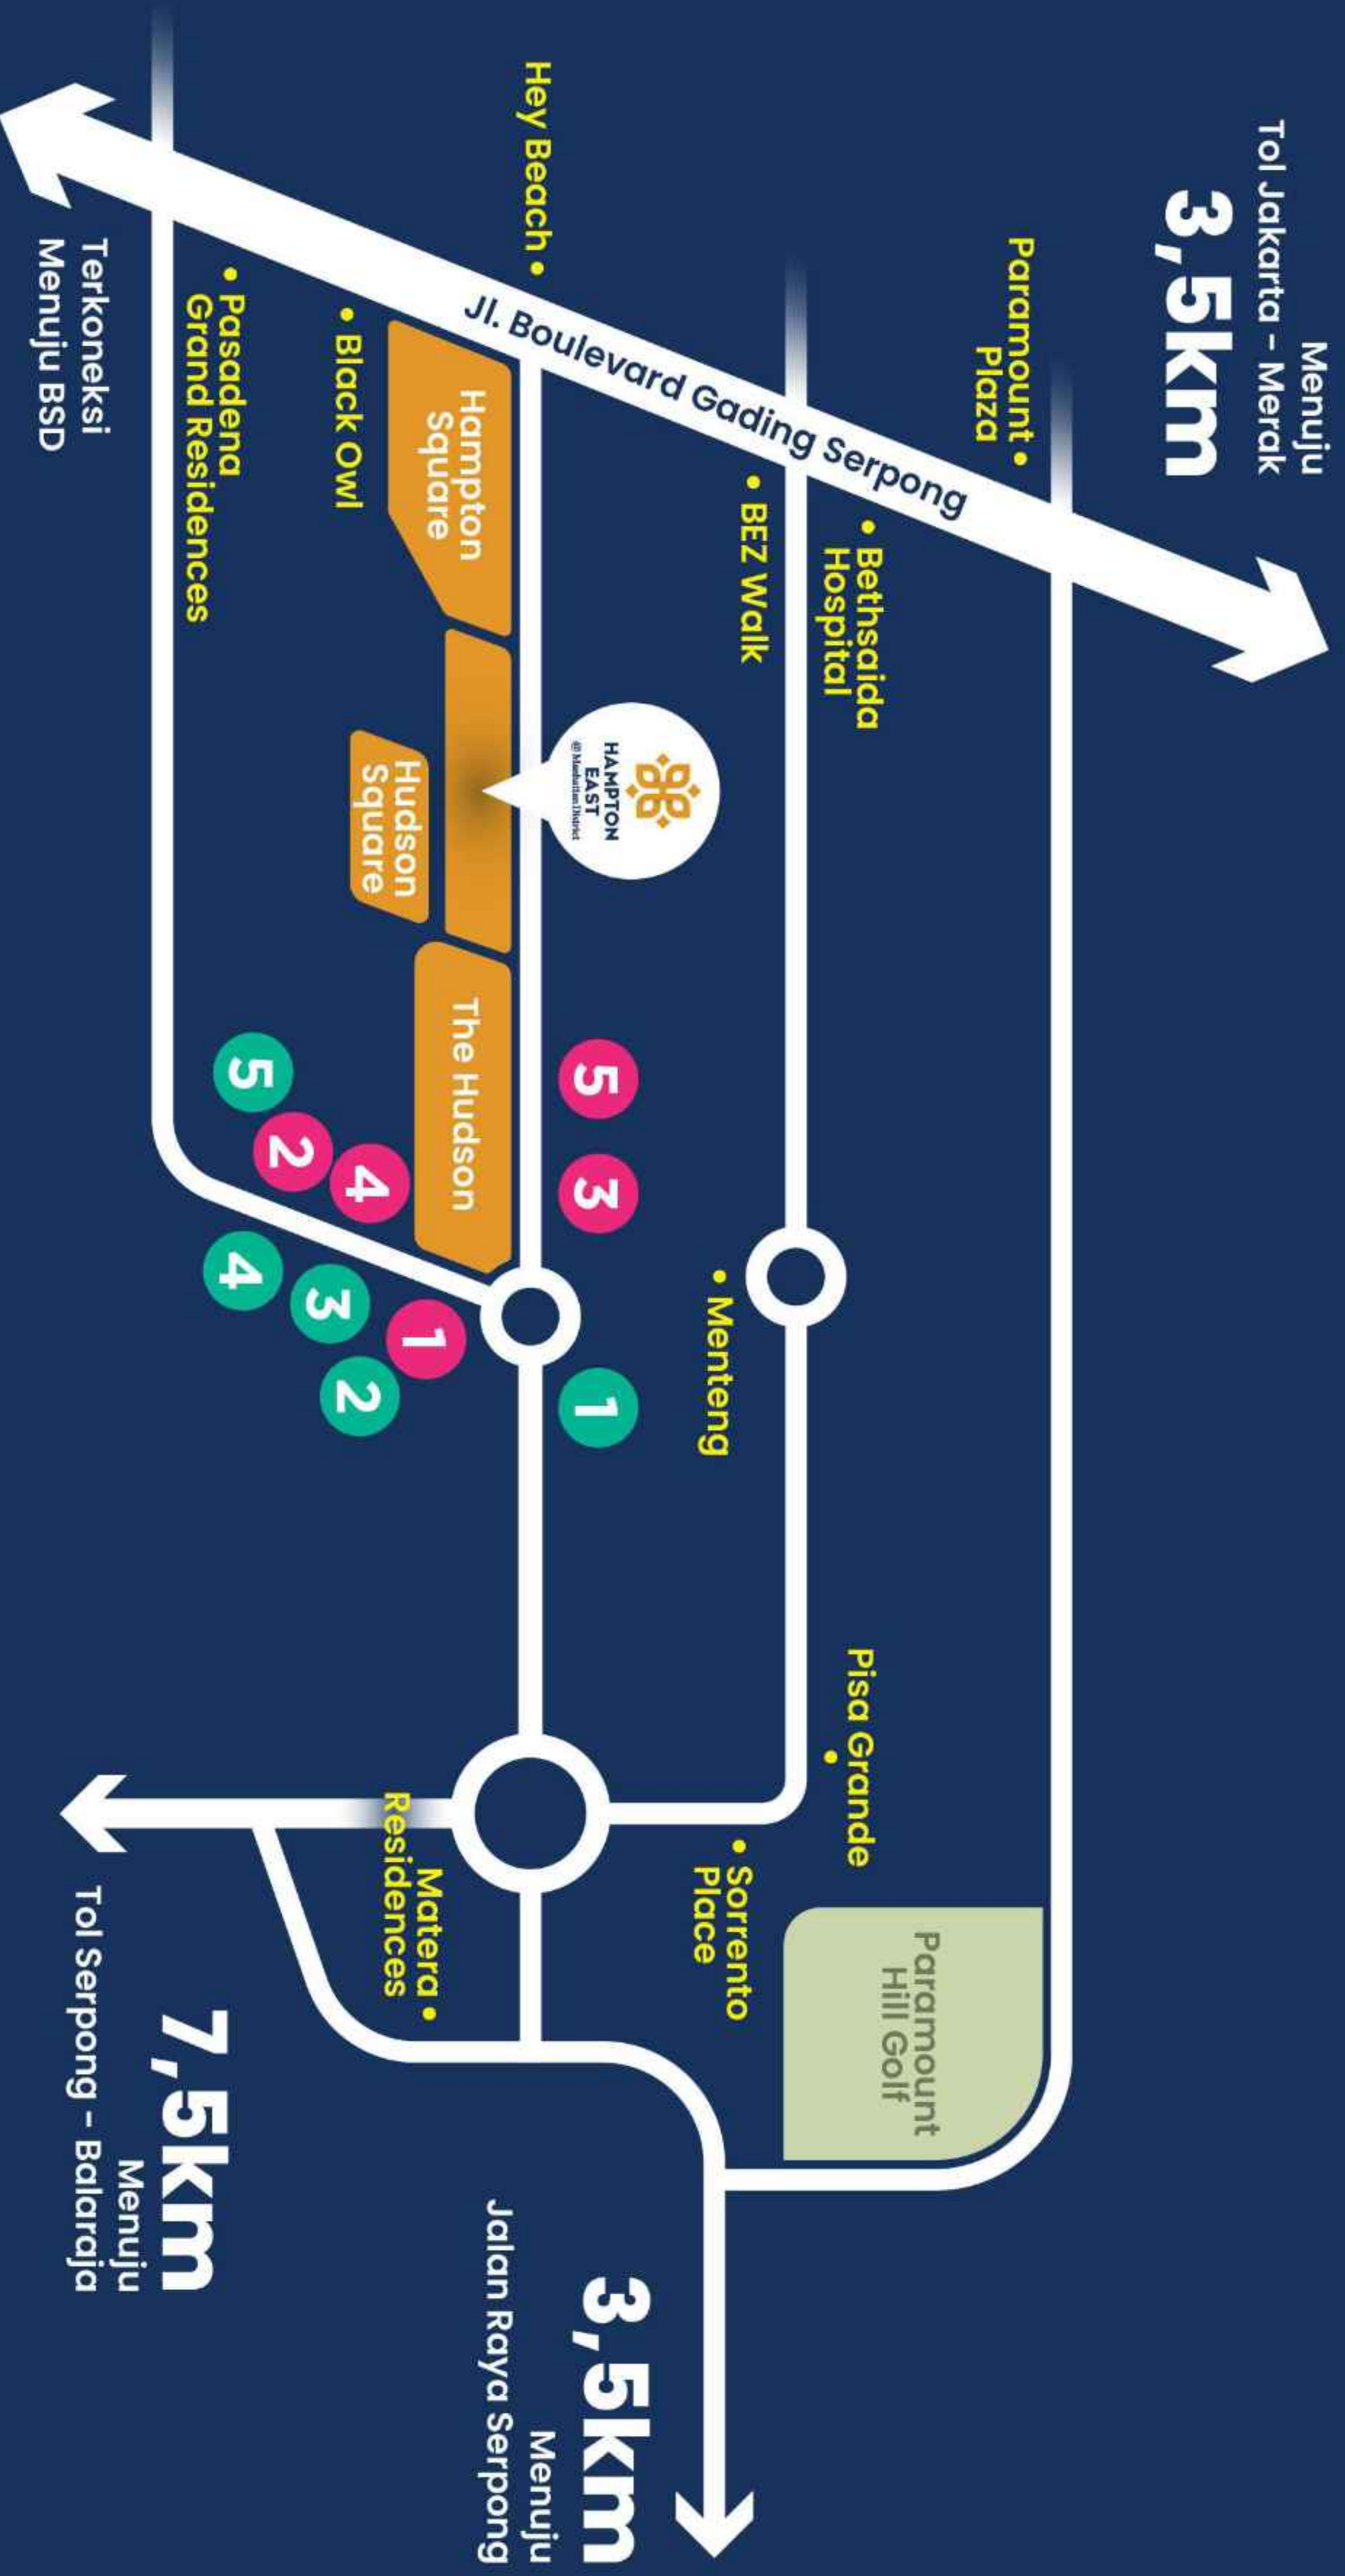 Menuju
Tol Jakarta - Merak
3,5km
Paramount
Plaza
Bethsaida
Hospital
BEZ Walk
Jl. Boulevard Gading Serpong
Hey Beach
Hampton
Square
Black Owl
Pasadena
Grand Residences
Terkoneksi
Menuju BSD
HAMPTON
EAST
@ Manhattan District
Hudson
Square
The Hudson
5
3
1
4
2
5
1
2
3
4
Menteng
Pisa Grande
Sorrento
Place
Paramount
Hill Golf
Matera
Residences
3,5km
Menuju
Jalan Raya Serpong
7,5km
Menuju
Tol Serpong - Balaraja